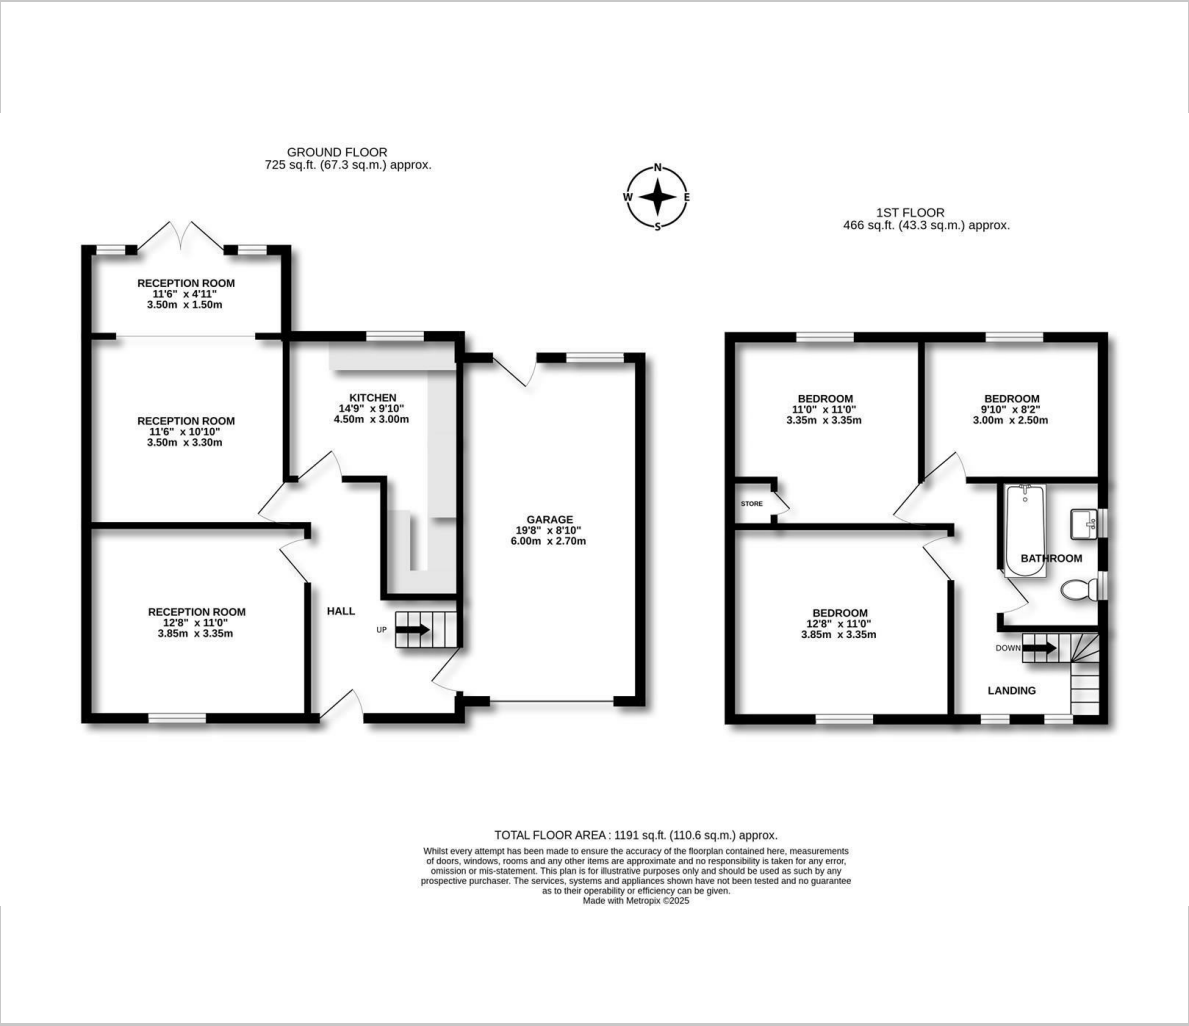 GROUND FLOOR
725 sq.ft. (67.3 sq.m.) approx.
N
W
E
S
1ST FLOOR
466 sq.ft. (43.3 sq.m.) approx.
RECEPTION ROOM
11'6" x 4'11"
3.50m x 1.50m
KITCHEN
14'9" x 9'10"
4.50m x 3.00m
RECEPTION ROOM
11'6" x 10'10"
3.50m x 3.30m
GARAGE
19'8" x 8'10"
6.00m x 2.70m
RECEPTION ROOM
12'8" x 11'0"
3.85m x 3.35m
HALL
UP
BEDROOM
11'0" x 11'0"
3.35m x 3.35m
BEDROOM
9'10" x 8'2"
3.00m x 2.50m
STORE
BATHROOM
BEDROOM
12'8" x 11'0"
3.85m x 3.35m
DOWN
LANDING
TOTAL FLOOR AREA : 1191 sq.ft. (110.6 sq.m.) approx.
Whilst every attempt has been made to ensure the accuracy of the floorplan contained here, measurements
of doors, windows, rooms and any other items are approximate and no responsibility is taken for any error,
omission or mis-statement. This plan is for illustrative purposes only and should be used as such by any
prospective purchaser. The services, systems and appliances shown have not been tested and no guarantee
as to their operability or efficiency can be given.
Made with Metropix ©2025